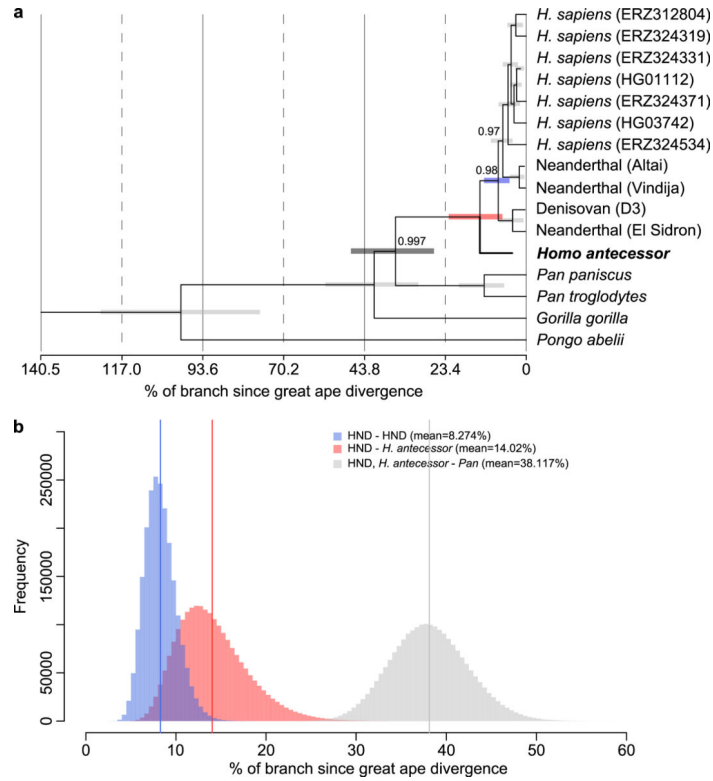 a
H. sapiens (ERZ312804)
H. sapiens (ERZ324319)
H. sapiens (ERZ324331)
H. sapiens (HG01112)
H. sapiens (ERZ324371)
H. sapiens (HG03742)
0.97
H. sapiens (ERZ324534)
Neanderthal (Altai)
0.98
Neanderthal (Vindija)
Denisovan (D3)
Neanderthal (El Sidron)
0.997
Homo antecessor
Pan paniscus
Pan troglodytes
Gorilla gorilla
Pongo abelii
140.5 117.0 93.6 70.2 43.8 23.4 0
% of branch since great ape divergence
b
HND - HND (mean=8.274%)
HND - H. antecessor (mean=14.02%)
HND, H. antecessor - Pan (mean=38.117%)
Frequency
250000
150000
50000
0
0 10 20 30 40 50 60
% of branch since great ape divergence